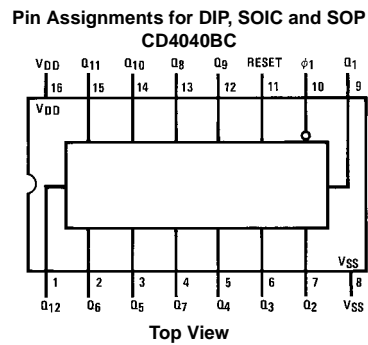 Pin Assignments for DIP, SOIC and SOP
CD4040BC
VDD Q11 Q10 Q8 Q9 RESET ϕ1 Q1
16 15 14 13 12 11 10 9
VDD
VSS
1 2 3 4 5 6 7 8
Q12 Q6 Q5 Q7 Q4 Q3 Q2 VSS
Top View